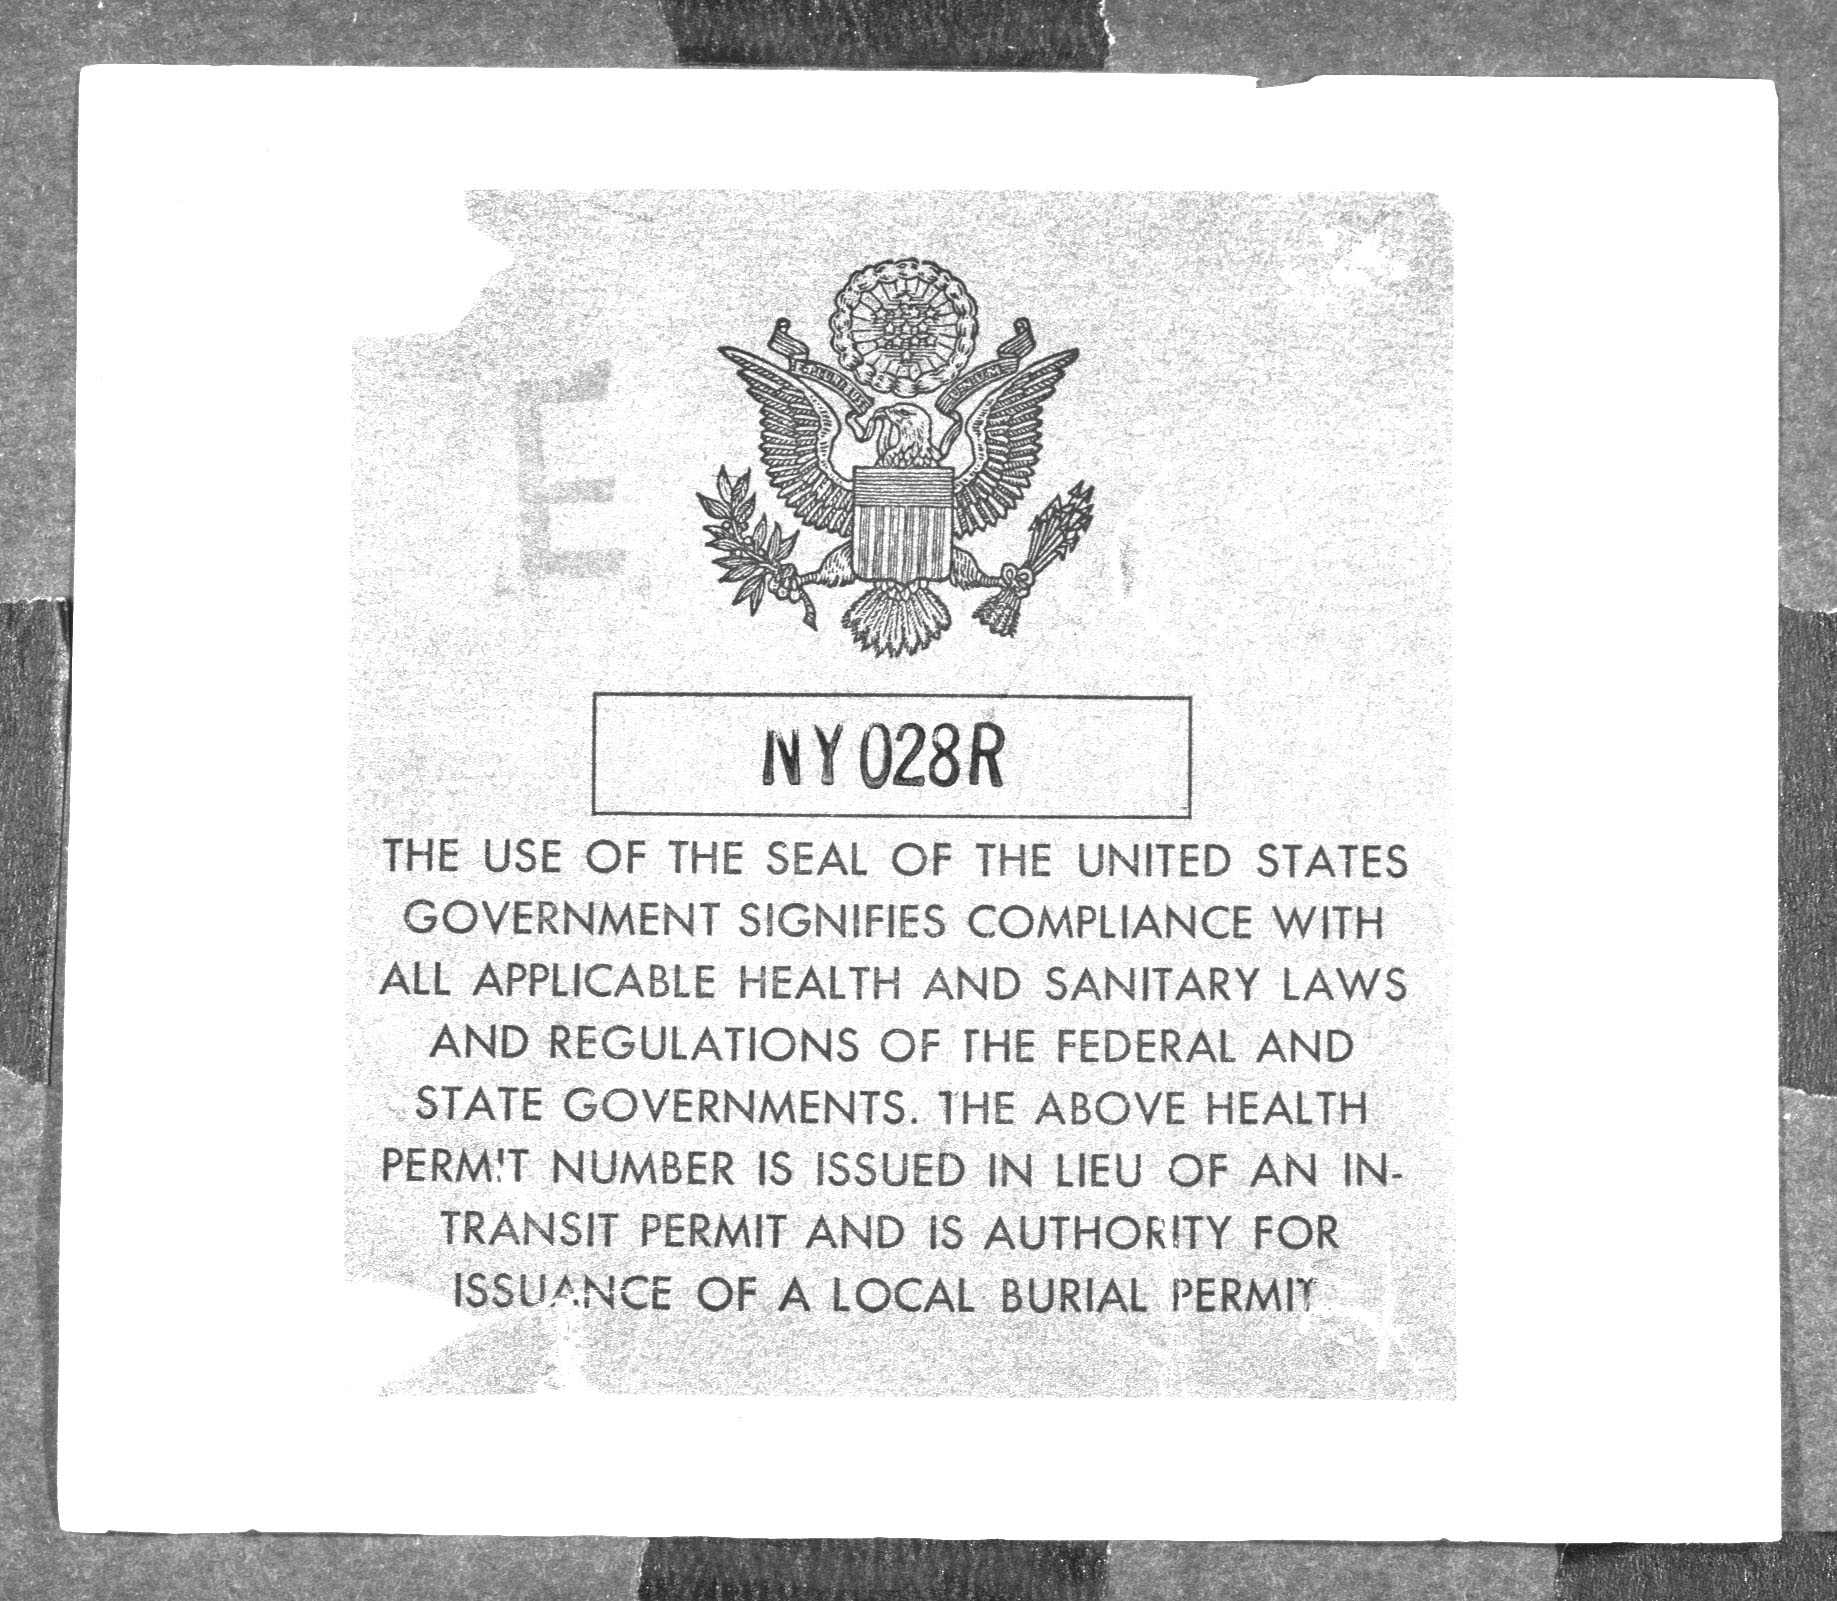 E
NY028R
THE USE OF THE SEAL OF THE UNITED STATES
GOVERNMENT SIGNIFIES COMPLIANCE WITH
ALL APPLICABLE HEALTH AND SANITARY LAWS
AND REGULATIONS OF THE FEDERAL AND
STATE GOVERNMENTS. THE ABOVE HEALTH
PERMIT NUMBER IS ISSUED IN LIEU OF AN IN-
TRANSIT PERMIT AND IS AUTHORITY FOR
ISSUANCE OF A LOCAL BURIAL PERMIT